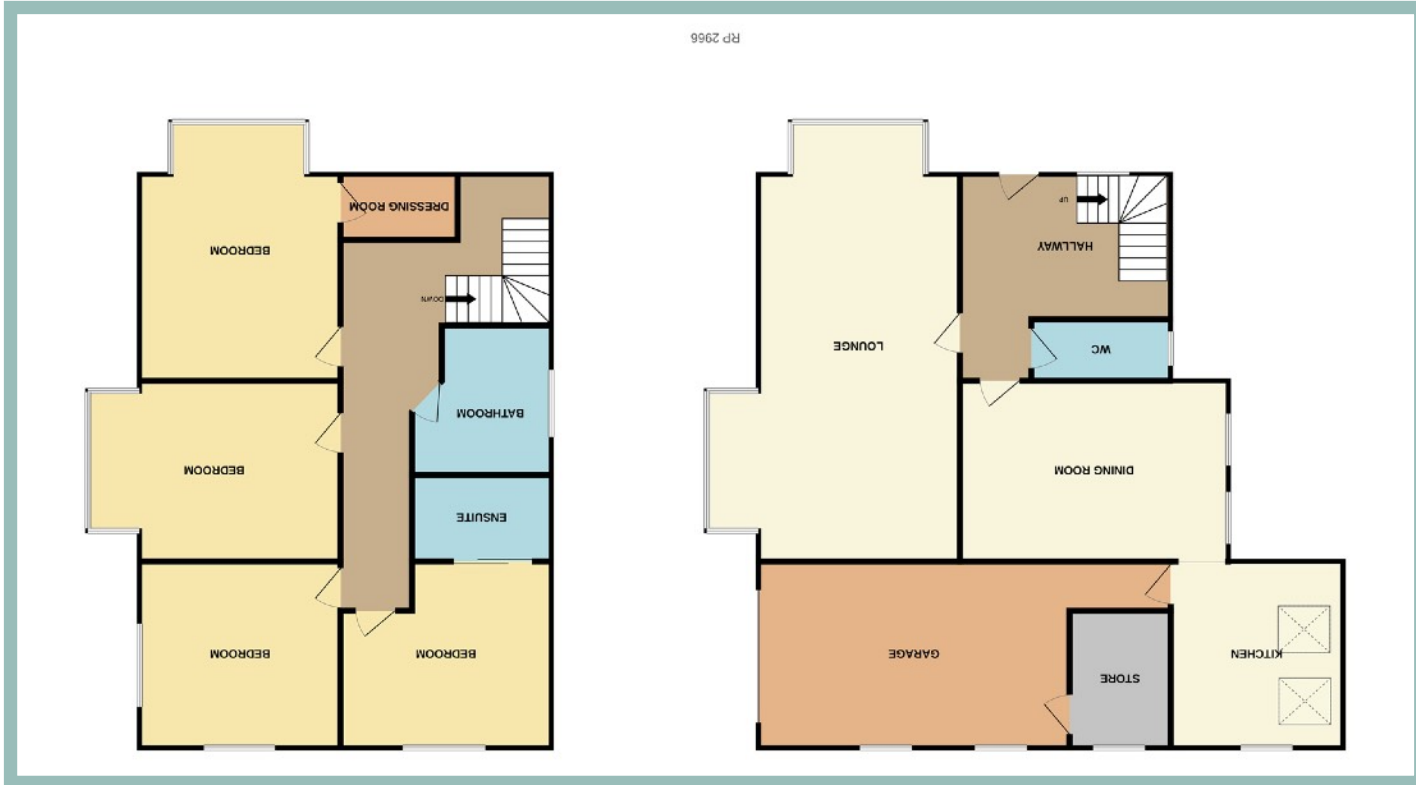 STORE
KITCHEN
GARAGE
DINING ROOM
WC
LOUNGE
HALLWAY
UP
BEDROOM
BEDROOM
ENSUITE
BEDROOM
BATHROOM
DOWN
BEDROOM
DRESSING ROOM
RP 2966